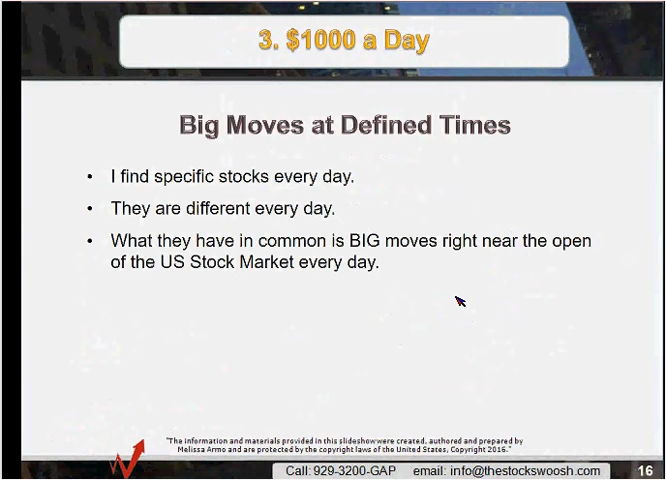 3. $1000 a Day
Big Moves at Defined Times
• I find specific stocks every day.
• They are different every day.
• What they have in common is BIG moves right near the open
of the US Stock Market every day.
"The information and materials provided in this slideshow were created, authored and prepared by
Melissa Armo and are protected by the copyright laws of the United States, Copyright 2016."
Call: 929-3200-GAP email: info@thestockswoosh.com 16